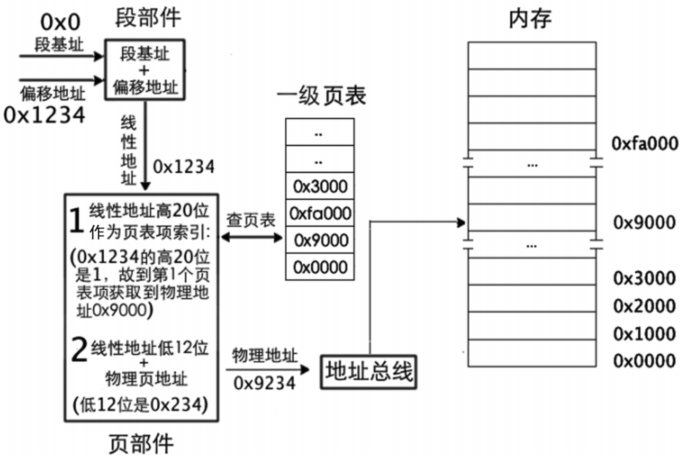 0x0
段部件
段基址
偏移地址
0x1234
段基址
+
偏移地址
线性地址
0x1234
1 线性地址高20位
作为页表项索引:
(0x1234的高20位
是1，故到第1个页
表项获取到物理地
址0x9000)
2 线性地址低12位
+
物理页地址
(低12位是0x234)
页部件
查页表
一级页表
..
..
0x3000
0xfa000
0x9000
0x0000
物理地址
0x9234
地址总线
内存
0xfa000
...
0x9000
...
0x3000
0x2000
0x1000
0x0000